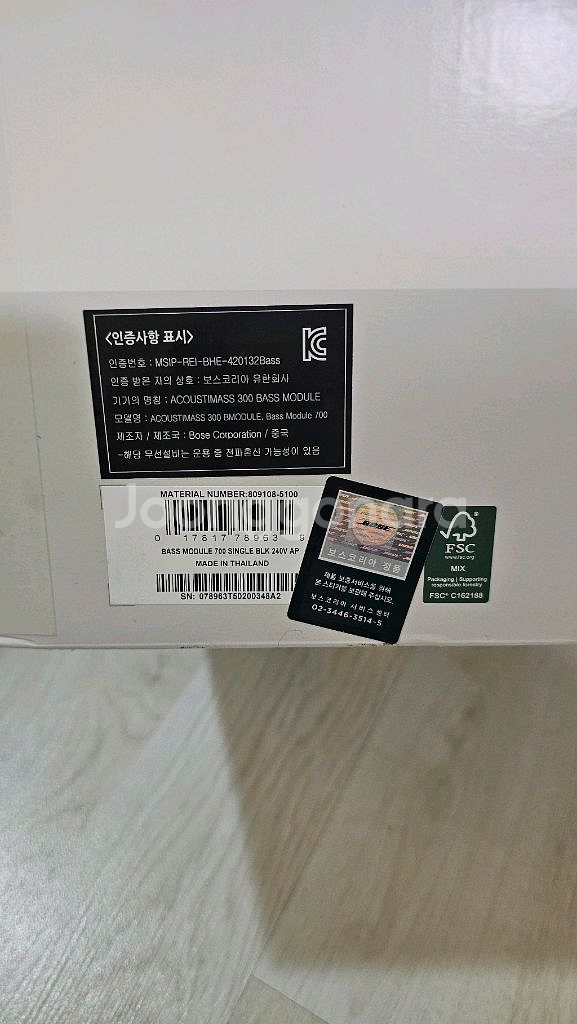 <인증사항 표시>
인증번호 : MSIP-REI-BHE-420132Bass
인증 받은 자의 상호 : 보스코리아 유한회사
기기의 명칭 : ACOUSTIMASS 300 BASS MODULE
모델명 : ACOUSTIMASS 300 BMODULE, Bass Module 700
제조자 / 제조국 : Bose Corporation / 중국
-해당 무선설비는 운용 중 전파혼신 가능성이 있음
MATERIAL NUMBER:809108-5100
0 17817 78963 9
BASS MODULE 700 SINGLE BLK 240V AP
MADE IN THAILAND
SN: 078963T50200348A2
BOSE
보스코리아 정품
제품 보증서비스를 위해
본 스티커를 보관해 주십시오.
보스코리아 서비스센터
02-3446-3514~5
FSC
www.fsc.org
MIX
Packaging | Supporting
responsible forestry
FSC® C162188